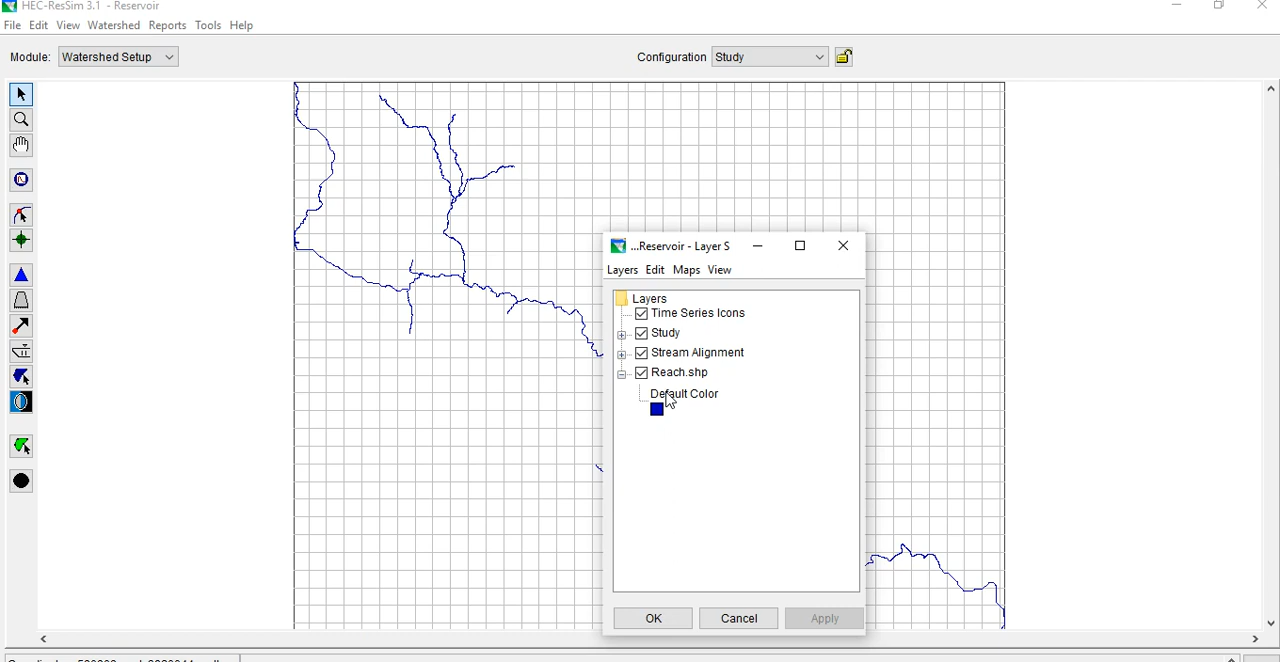 HEC-ResSim 3.1 - Reservoir
File Edit View Watershed Reports Tools Help
Module: Watershed Setup Configuration Study
...Reservoir - Layer S
Layers Edit Maps View
Layers
Time Series Icons
Study
Stream Alignment
Reach.shp
Default Color
OK Cancel Apply